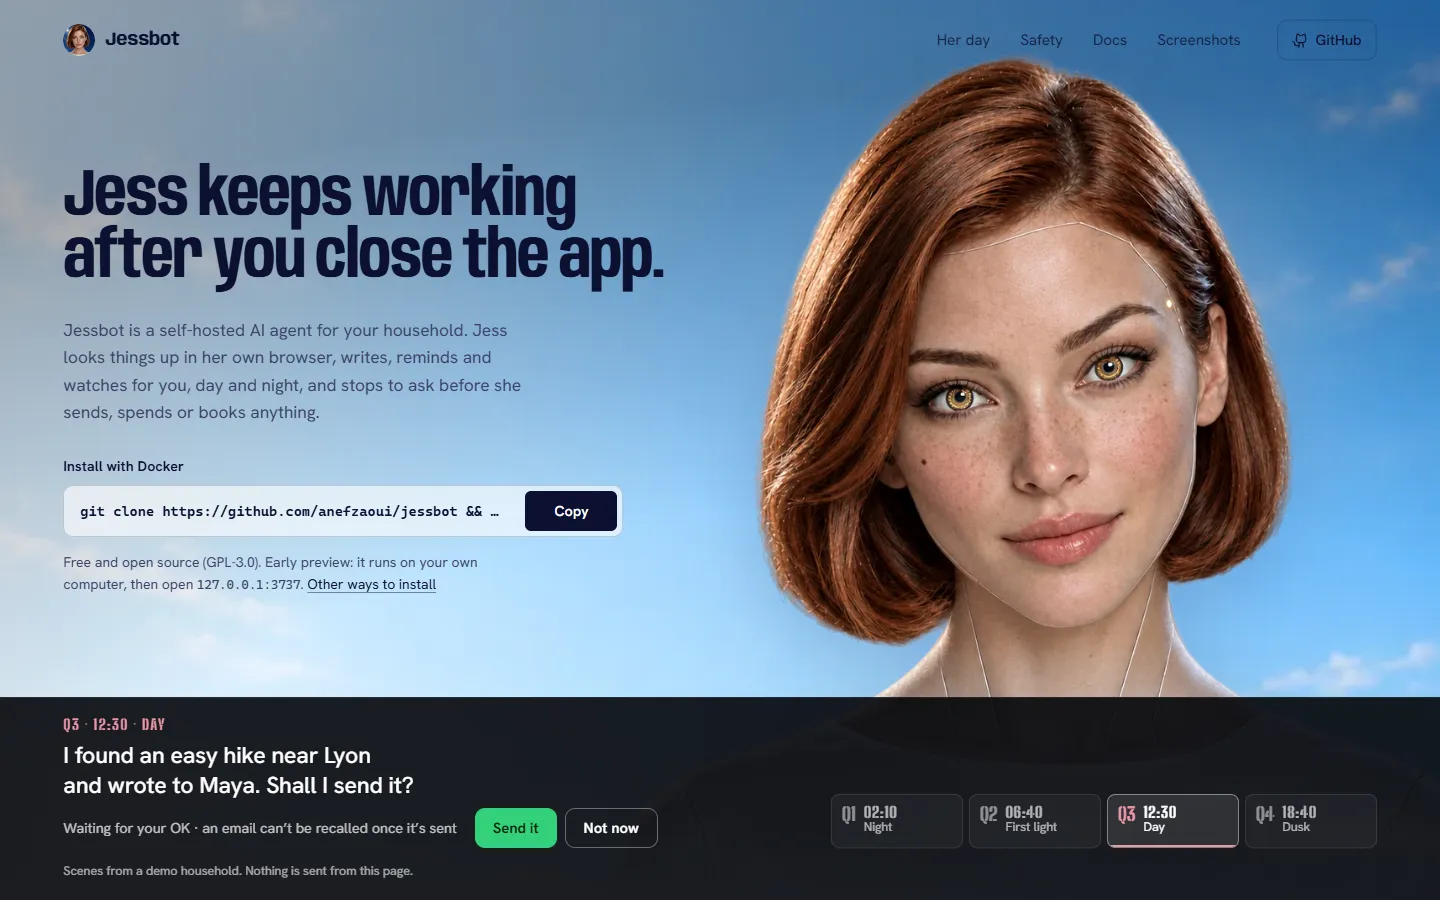 Jessbot
Her day
Safety
Docs
Screenshots
GitHub
Jess keeps working
after you close the app.
Jessbot is a self-hosted AI agent for your household. Jess
looks things up in her own browser, writes, reminds and
watches for you, day and night, and stops to ask before she
sends, spends or books anything.
Install with Docker
git clone https://github.com/anefzaoui/jessbot && …
Copy
Free and open source (GPL-3.0). Early preview: it runs on your own
computer, then open 127.0.0.1:3737. Other ways to install
Q3 · 12:30 · DAY
I found an easy hike near Lyon
and wrote to Maya. Shall I send it?
Waiting for your OK · an email can’t be recalled once it’s sent
Send it
Not now
Scenes from a demo household. Nothing is sent from this page.
Q1 02:10
Night
Q2 06:40
First light
Q3 12:30
Day
Q4 18:40
Dusk